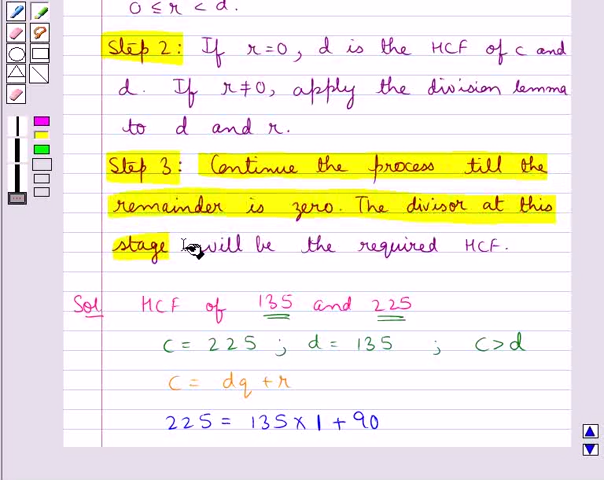 0 ≤ r < d.
Step 2: If r=0, d is the HCF of c and
d. If r≠0, apply the division lemma
to d and r.
Step 3: Continue the process till the
remainder is zero. The divisor at this
stage will be the required HCF.
Sol HCF of 135 and 225
c = 225 ; d = 135 ; c>d
c = dq + r
225 = 135 × 1 + 90